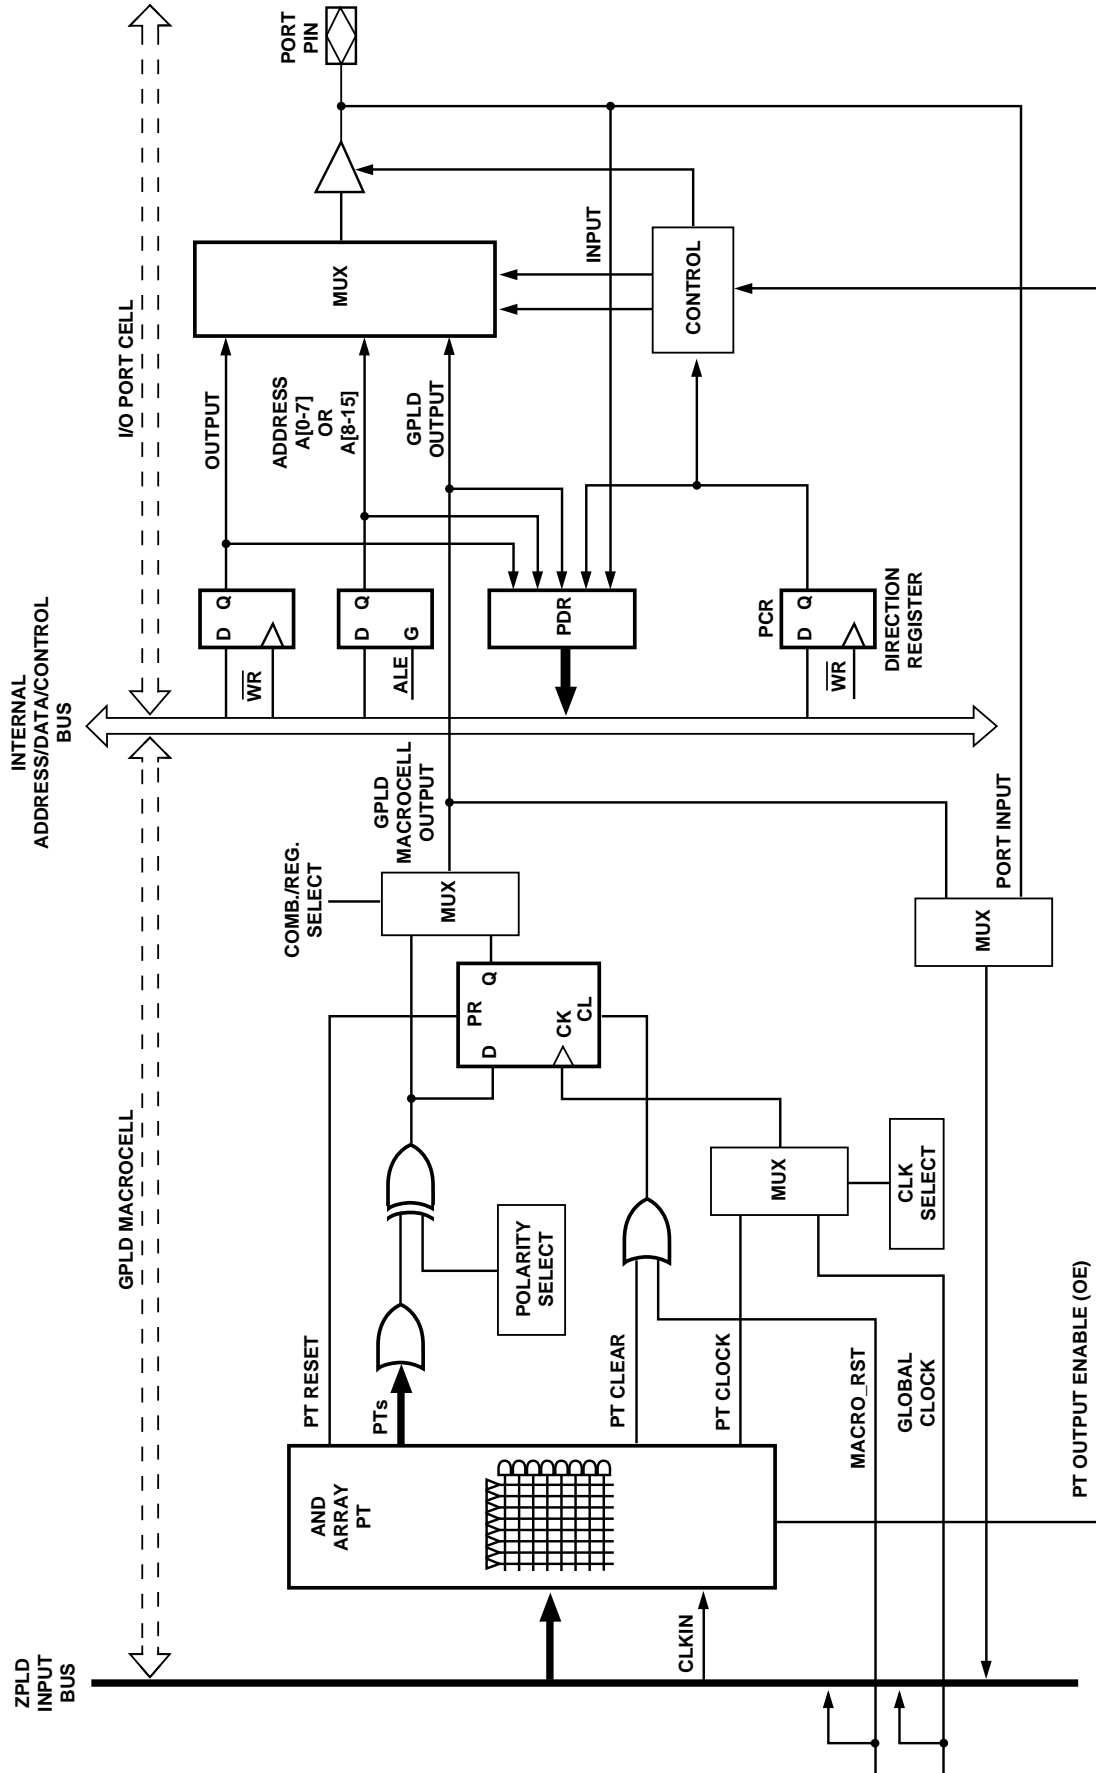 ZPLD
INPUT
BUS
GPLD MACROCELL
INTERNAL
ADDRESS/DATA/CONTROL
BUS
I/O PORT CELL
AND
ARRAY
PT
CLKIN
PT RESET
PTs
PT CLEAR
PT CLOCK
MACRO_RST
GLOBAL
CLOCK
PT OUTPUT ENABLE (OE)
POLARITY
SELECT
MUX
CLK
SELECT
D
PR
Q
CK
CL
COMB./REG.
SELECT
MUX
GPLD
MACROCELL
OUTPUT
MUX
PORT INPUT
D Q
WR
D Q
G
ALE
PDR
PCR
D Q
WR
DIRECTION
REGISTER
OUTPUT
ADDRESS
A[0-7]
OR
A[8-15]
GPLD
OUTPUT
MUX
INPUT
CONTROL
PORT
PIN